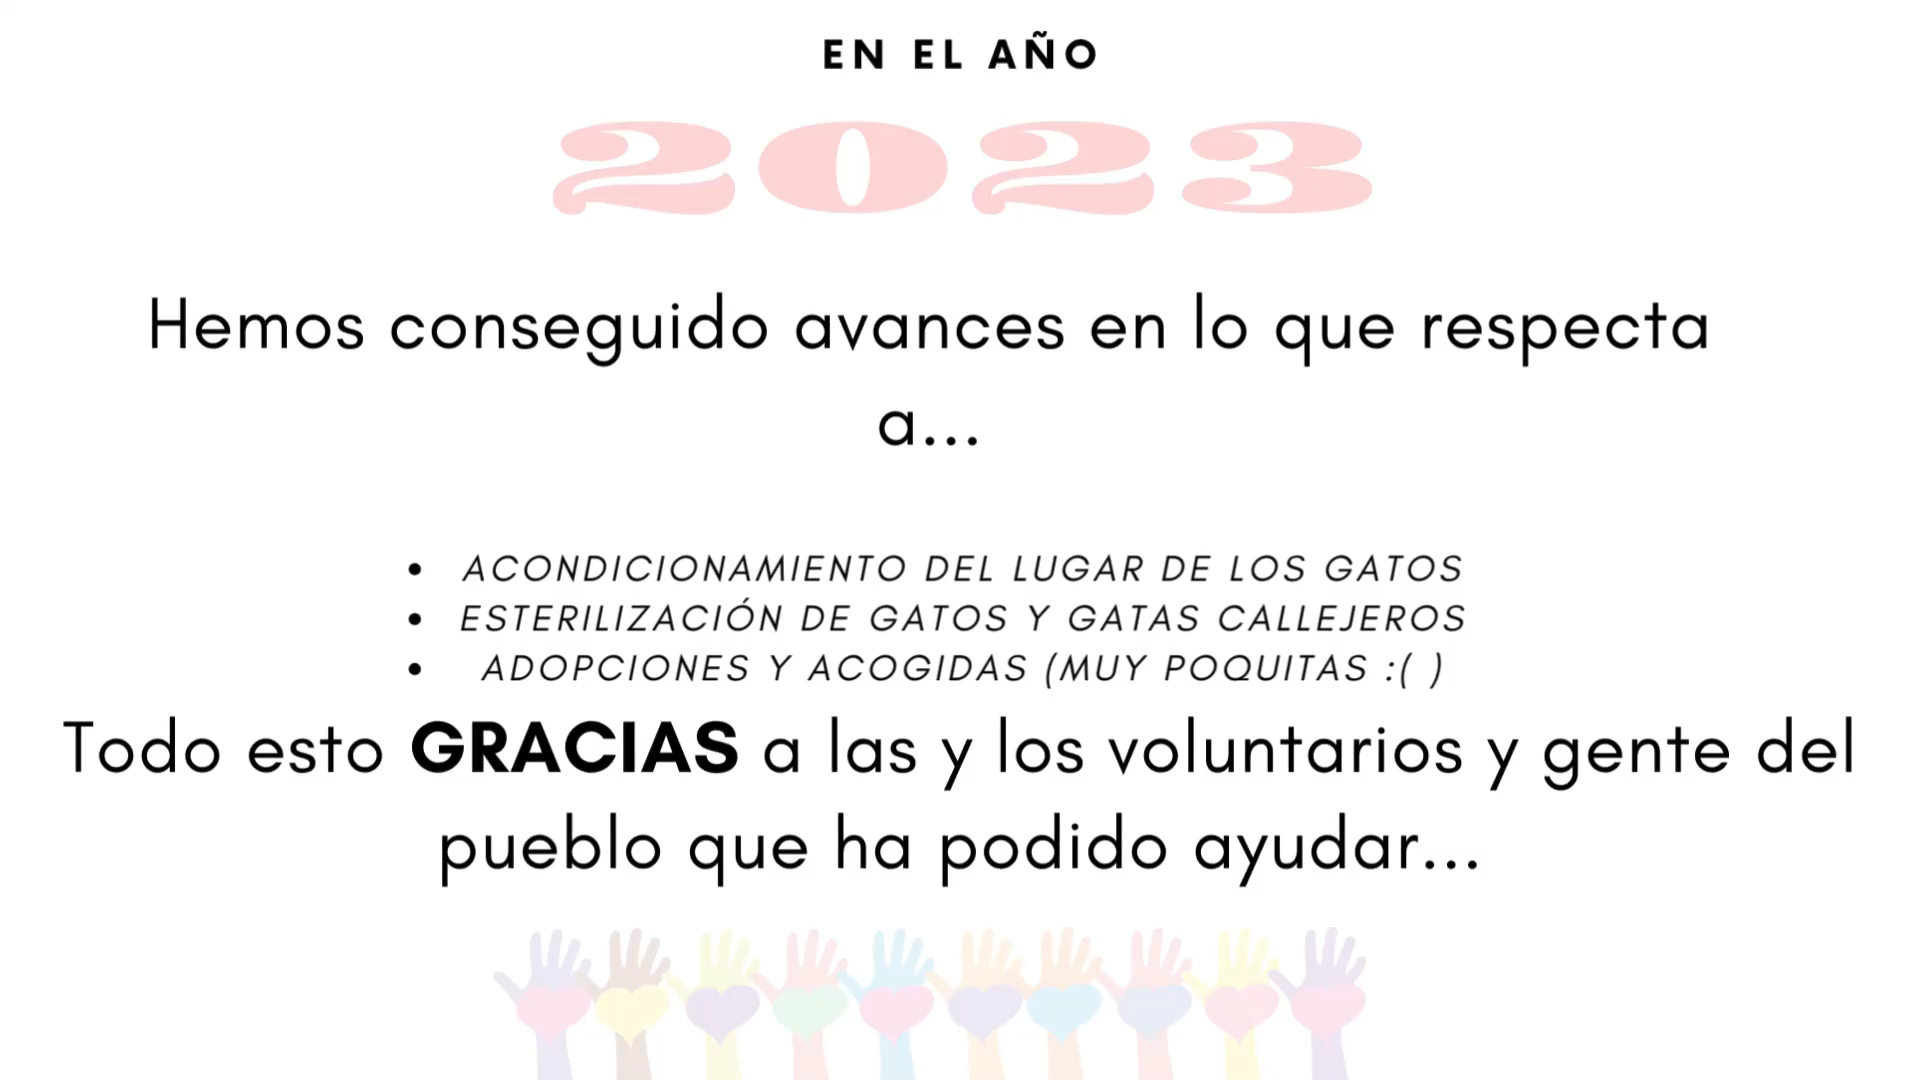 EN EL AÑO
2023
Hemos conseguido avances en lo que respecta
a...
• ACONDICIONAMIENTO DEL LUGAR DE LOS GATOS
• ESTERILIZACIÓN DE GATOS Y GATAS CALLEJEROS
• ADOPCIONES Y ACOGIDAS (MUY POQUITAS :( )
Todo esto GRACIAS a las y los voluntarios y gente del
pueblo que ha podido ayudar...